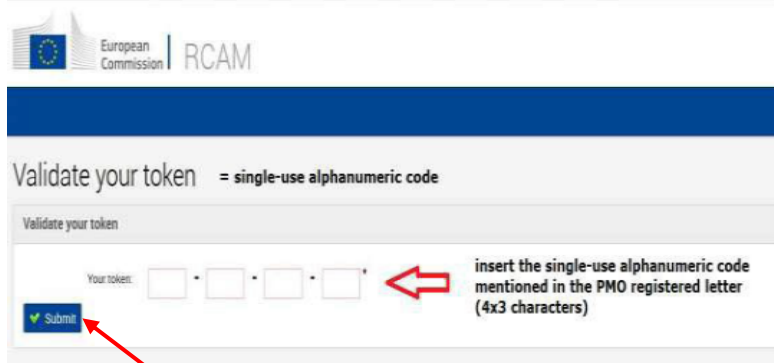 European
Commission
RCAM
Validate your token = single-use alphanumeric code
Validate your token
Your token: - - - *
insert the single-use alphanumeric code
mentioned in the PMO registered letter
(4x3 characters)
Submit